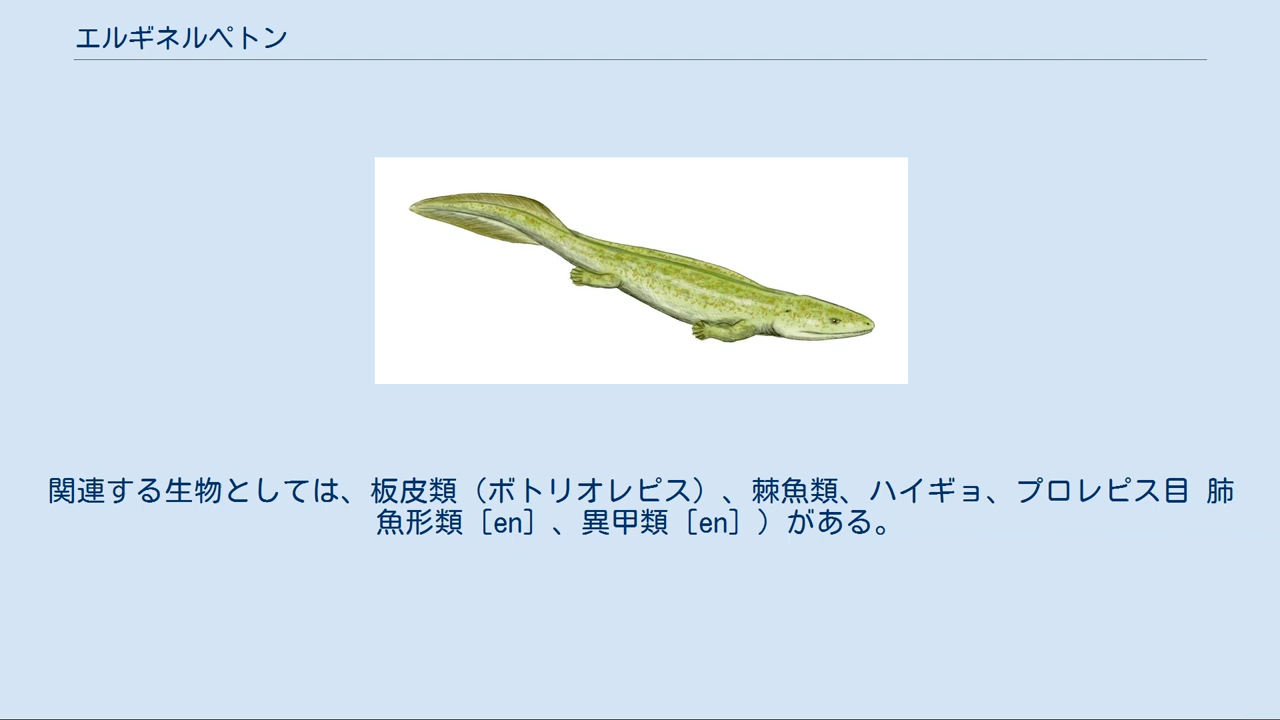 エルギネルペトン
関連する生物としては、板皮類（ボトリオレピス）、棘魚類、ハイギョ、プロレピス目 肺
魚形類［en］、異甲類［en］）がある。